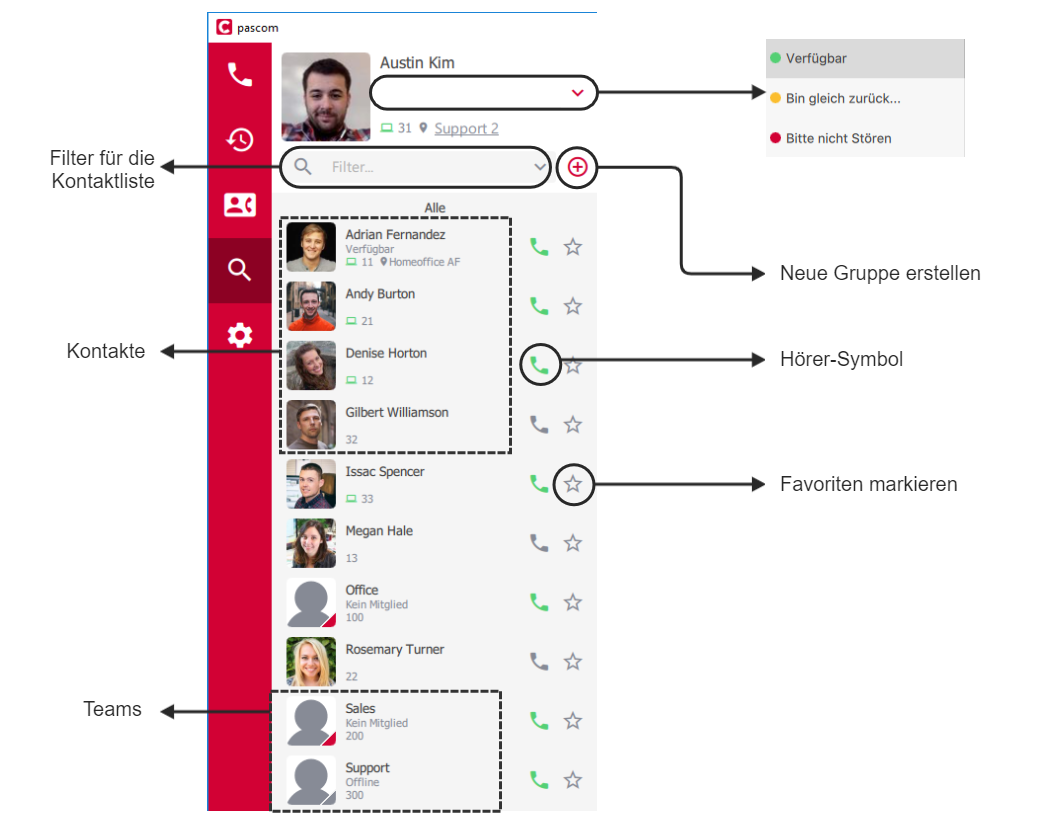 pascom
Austin Kim
31 Support 2
Filter...
Alle
Adrian Fernandez
Verfügbar
11 Homeoffice AF
Andy Burton
21
Denise Horton
12
Gilbert Williamson
32
Issac Spencer
33
Megan Hale
13
Office
Kein Mitglied
100
Rosemary Turner
22
Sales
Kein Mitglied
200
Support
Offline
300
Filter für die
Kontaktliste
Kontakte
Teams
Verfügbar
Bin gleich zurück...
Bitte nicht Stören
Neue Gruppe erstellen
Hörer-Symbol
Favoriten markieren